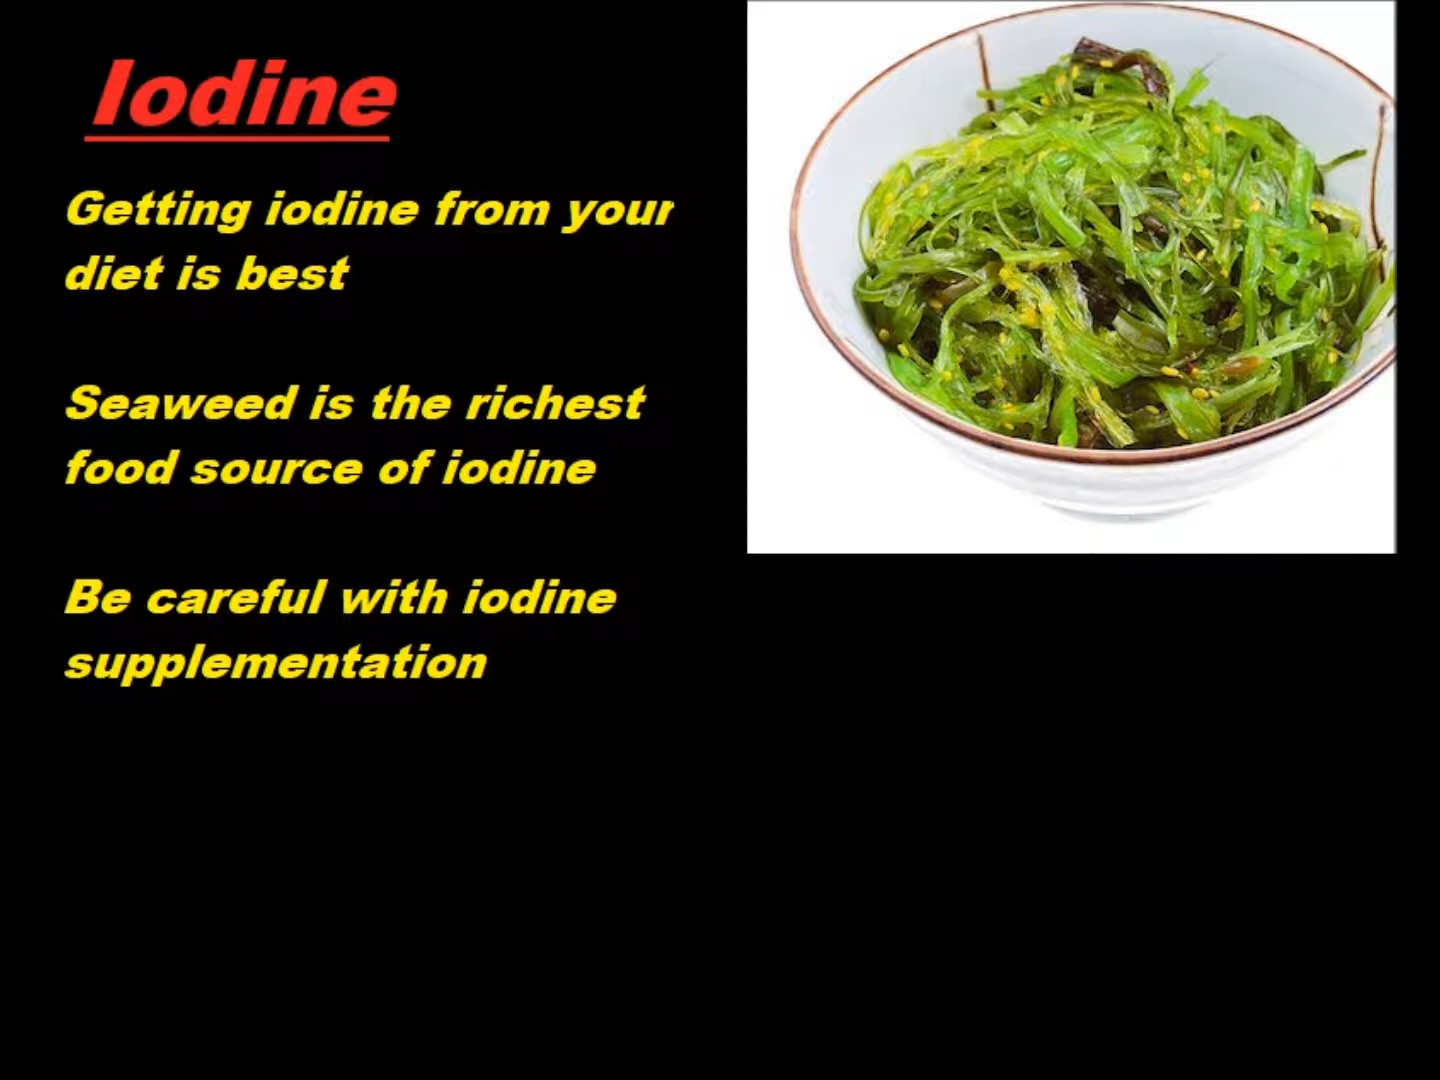 Iodine
Getting iodine from your
diet is best
Seaweed is the richest
food source of iodine
Be careful with iodine
supplementation